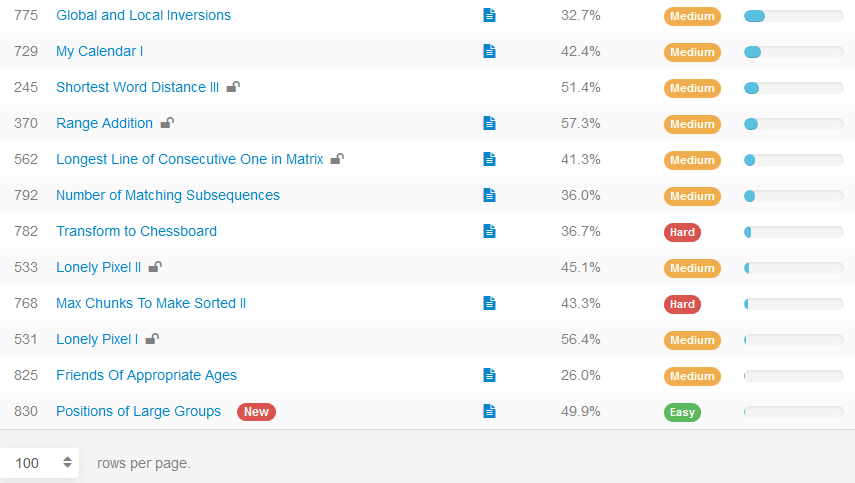 775 Global and Local Inversions 32.7% Medium
729 My Calendar I 42.4% Medium
245 Shortest Word Distance III 51.4% Medium
370 Range Addition 57.3% Medium
562 Longest Line of Consecutive One in Matrix 41.3% Medium
792 Number of Matching Subsequences 36.0% Medium
782 Transform to Chessboard 36.7% Hard
533 Lonely Pixel II 45.1% Medium
768 Max Chunks To Make Sorted II 43.3% Hard
531 Lonely Pixel I 56.4% Medium
825 Friends Of Appropriate Ages 26.0% Medium
830 Positions of Large Groups New 49.9% Easy
100 rows per page.